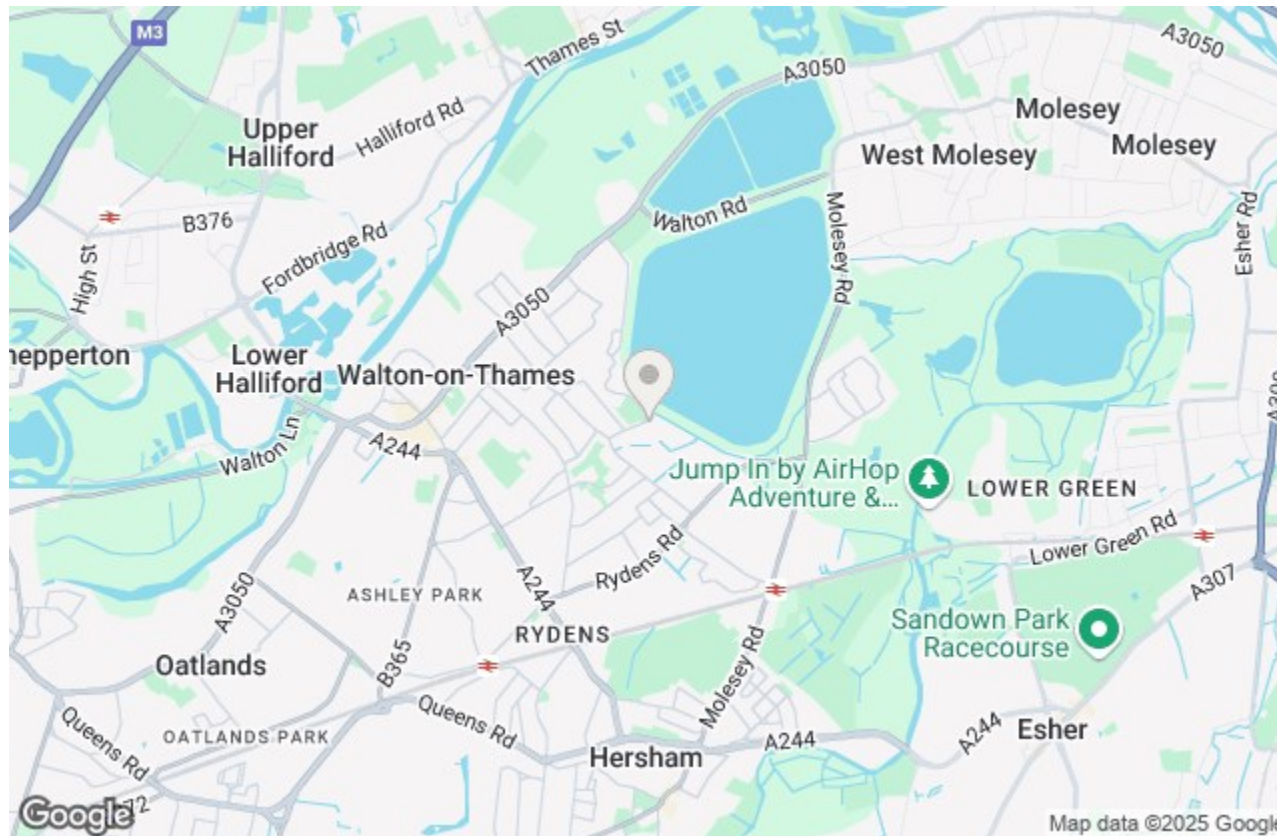 M3
Thames St
A3050
A3050
Upper
Halliford
Halliford Rd
Molesey
Molesey
West Molesey
Walton Rd
Molesey Rd
Esher Rd
B376
Fordbridge Rd
High St
A3050
hepperton
Lower
Halliford
Walton-on-Thames
Walton Ln
A244
Jump In by AirHop
Adventure &...
LOWER GREEN
Lower Green Rd
Rydens Rd
A307
A3050
ASHLEY PARK
A244
RYDENS
B365
Sandown Park
Racecourse
Oatlands
Molesey Rd
Queens Rd
Queens Rd
OATLANDS PARK
Hersham
A244
A244
Esher
Google
Map data ©2025 Google